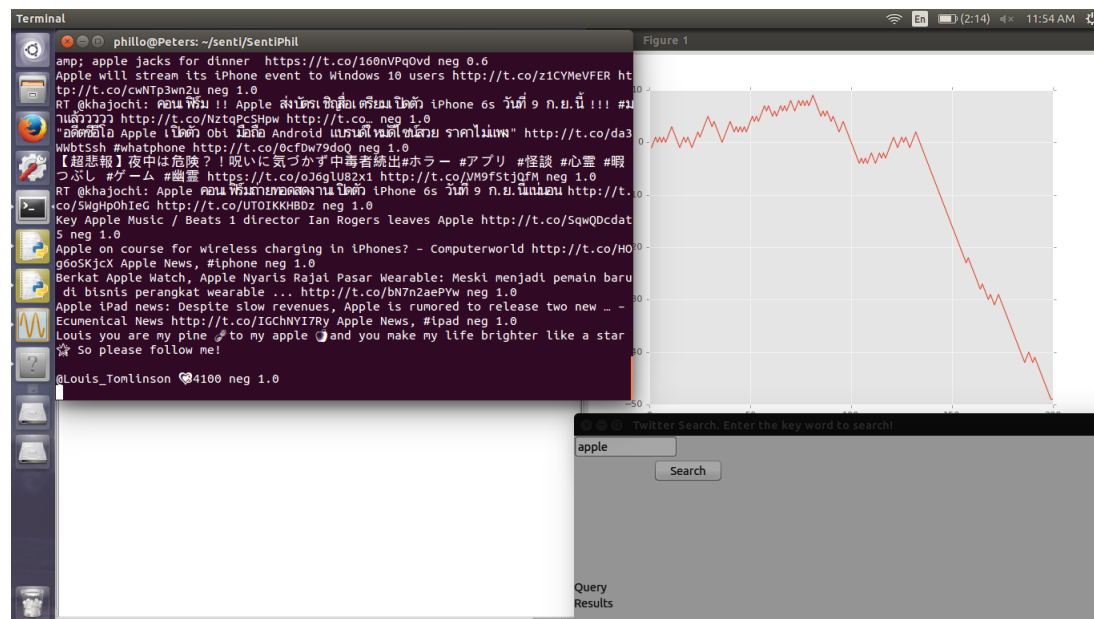 Terminal
En (2:14) 11:54 AM
phillo@Peters: ~/senti/SentiPhil
amp; apple jacks for dinner https://t.co/160nVPqOvd neg 0.6
Apple will stream its iPhone event to Windows 10 users http://t.co/z1CYMeVFER ht
tp://t.co/cwNTp3wn2u neg 1.0
RT @khajochi: คอนเฟิร์ม !! Apple ส่งบัตรเชิญสื่อเตรียมเปิดตัว iPhone 6s วันที่ 9 ก.ย.นี้ !!! #ม
าแล้ววววว http://t.co/NztqPcSHpw http://t.co… neg 1.0
"อดีตซีอีโอ Apple เปิดตัว Obi มือถือ Android แบรนด์ใหม่ดีไซน์สวย ราคาไม่แพง" http://t.co/da3
WWbtSsh #whatphone http://t.co/0cfDw79doQ neg 1.0
【超悲報】夜中は危険？！呪いに気づかず中毒者続出#ホラー #アプリ #怪談 #心霊 #暇
つぶし #ゲーム #幽霊 https://t.co/oJ6glU82x1 http://t.co/VM9fStjQfM neg 1.0
RT @khajochi: Apple คอนเฟิร์มถ่ายทอดสดงานเปิดตัว iPhone 6s วันที่ 9 ก.ย.นี้แน่นอน http://t.
co/5WgHpOhIeG http://t.co/UTOIKKHBDz neg 1.0
Key Apple Music / Beats 1 director Ian Rogers leaves Apple http://t.co/SqwQDcdat
5 neg 1.0
Apple on course for wireless charging in iPhones? – Computerworld http://t.co/HO
g6oSKjcX Apple News, #iphone neg 1.0
Berkat Apple Watch, Apple Nyaris Rajai Pasar Wearable: Meski menjadi pemain baru
di bisnis perangkat wearable ... http://t.co/bN7n2aePYw neg 1.0
Apple iPad news: Despite slow revenues, Apple is rumored to release two new … –
Ecumenical News http://t.co/IGChNYI7Ry Apple News, #ipad neg 1.0
Louis you are my pine to my apple and you make my life brighter like a star
So please follow me!
@Louis_Tomlinson 4100 neg 1.0
Figure 1
10
0
10
20
30
40
−50
Twitter Search. Enter the key word to search!
apple
Search
Query
Results